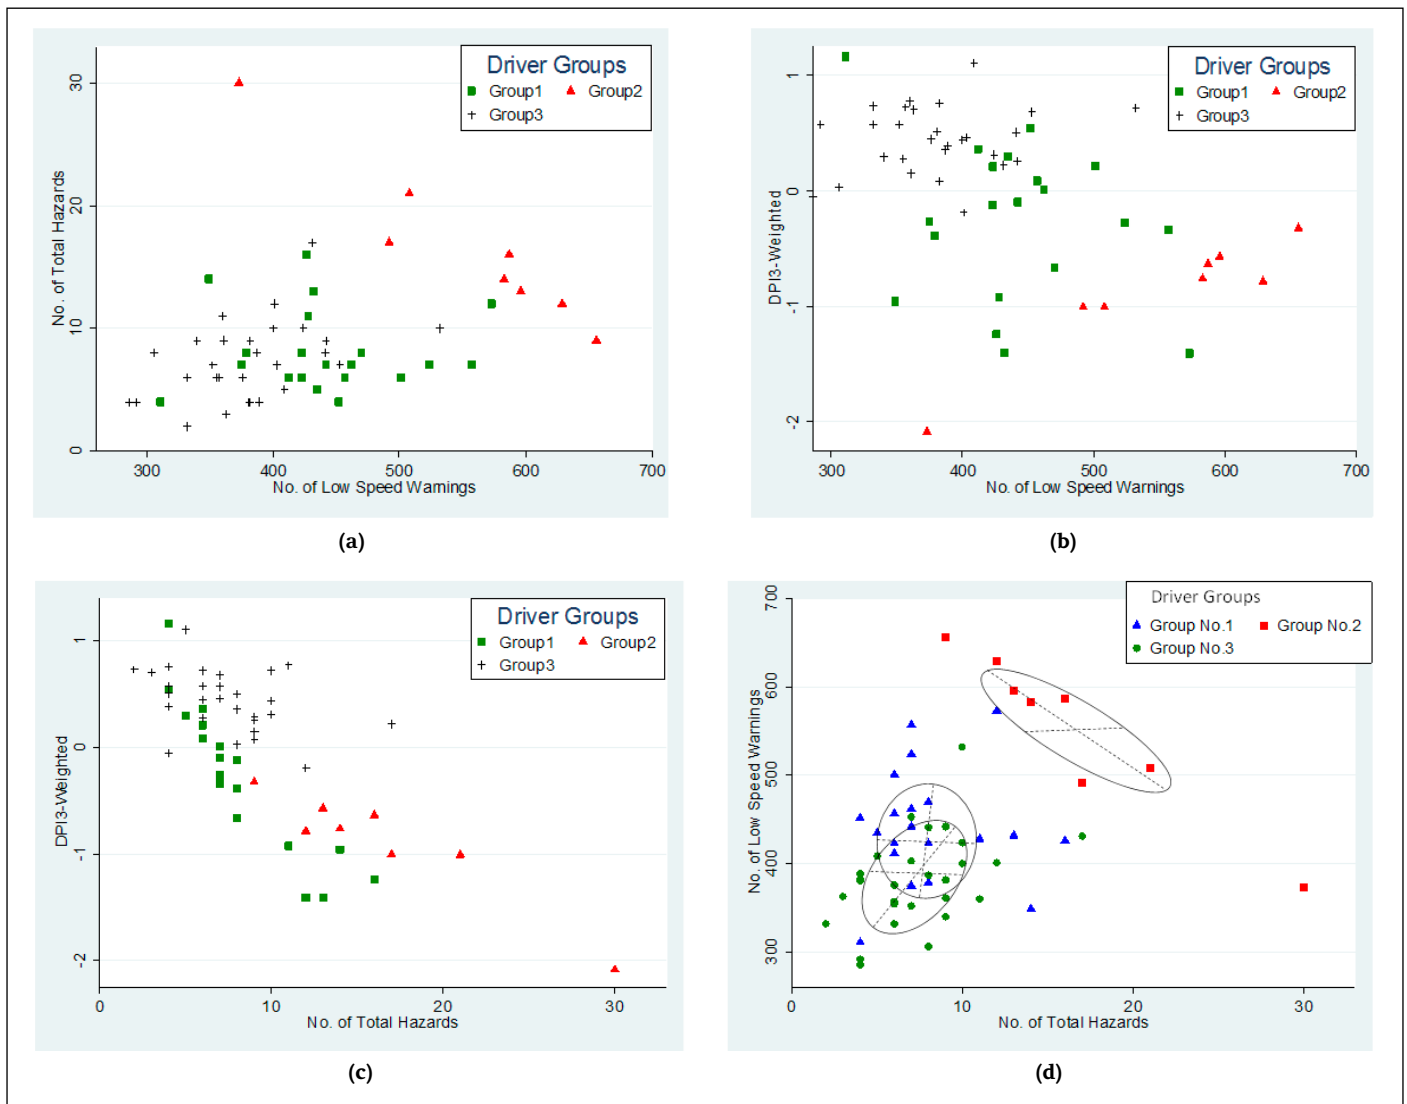 Driver Groups
Group1 Group2
Group3
No. of Total Hazards
30
20
10
0
300 400 500 600 700
No. of Low Speed Warnings
(a)
Driver Groups
Group1 Group2
Group3
DPI3-Weighted
1
0
-1
-2
300 400 500 600 700
No. of Low Speed Warnings
(b)
Driver Groups
Group1 Group2
Group3
DPI3-Weighted
1
0
-1
-2
0 10 20 30
No. of Total Hazards
(c)
Driver Groups
Group No.1 Group No.2
Group No.3
No. of Low Speed Warnings
700
600
500
400
300
0 10 20 30
No. of Total Hazards
(d)